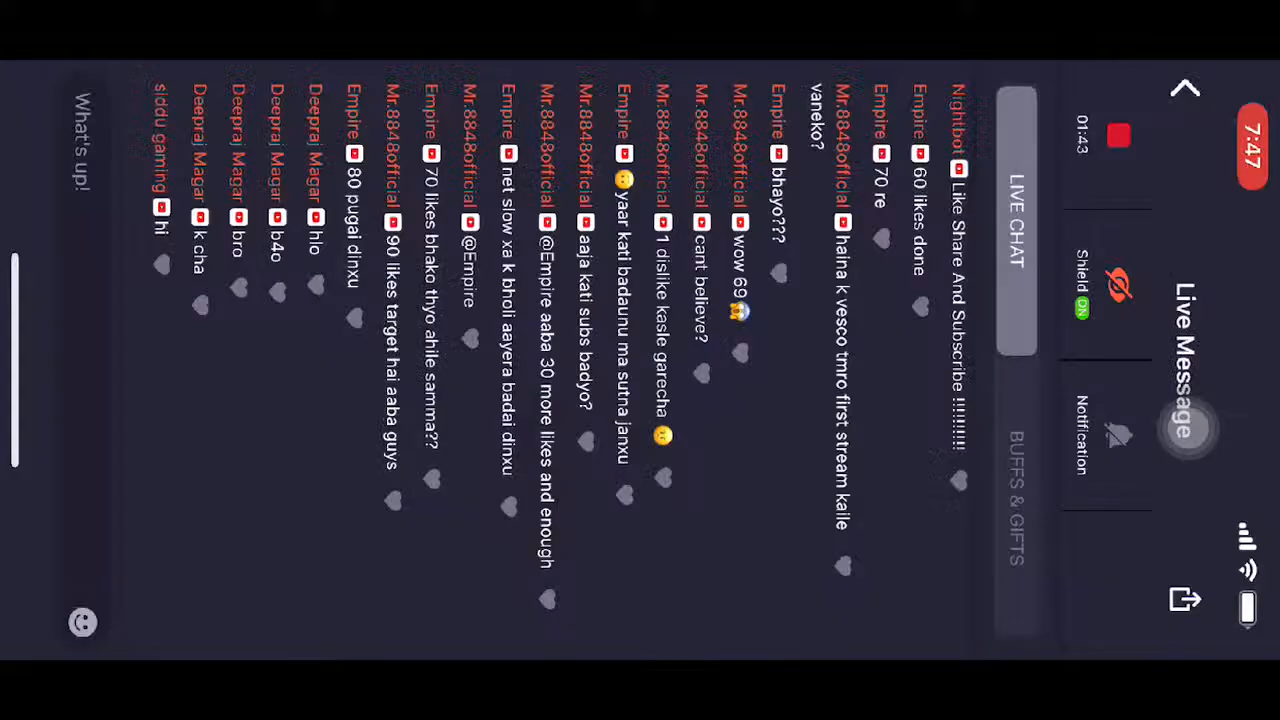 7:47
Live Message
01:43
Shield ON
Notification
LIVE CHAT
BUFFS & GIFTS
Nightbot Like Share And Subscribe !!!!!!!!!!
Empire 60 likes done
Empire 70 re
Mr.8848official haina k vesco tmro first stream kaile
vaneko?
Empire bhayo???
Mr.8848official wow 69😱
Mr.8848official cant believe?
Mr.8848official 1 dislike kasle garecha 🙁
Empire 🙁 yaar kati badaunu ma sutna janxu
Mr.8848official aaja kati subs badyo?
Mr.8848official @Empire aaba 30 more likes and enough
Empire net slow xa k bholi aayera badai dinxu
Mr.8848official @Empire
Empire 70 likes bhako thyo ahile samma??
Mr.8848official 90 likes target hai aaba guys
Empire 80 pugal dinxu
Deepraj Magar hlo
Deepraj Magar b4o
Deepraj Magar bro
Deepraj Magar k cha
siddu gaming hi
What's up!